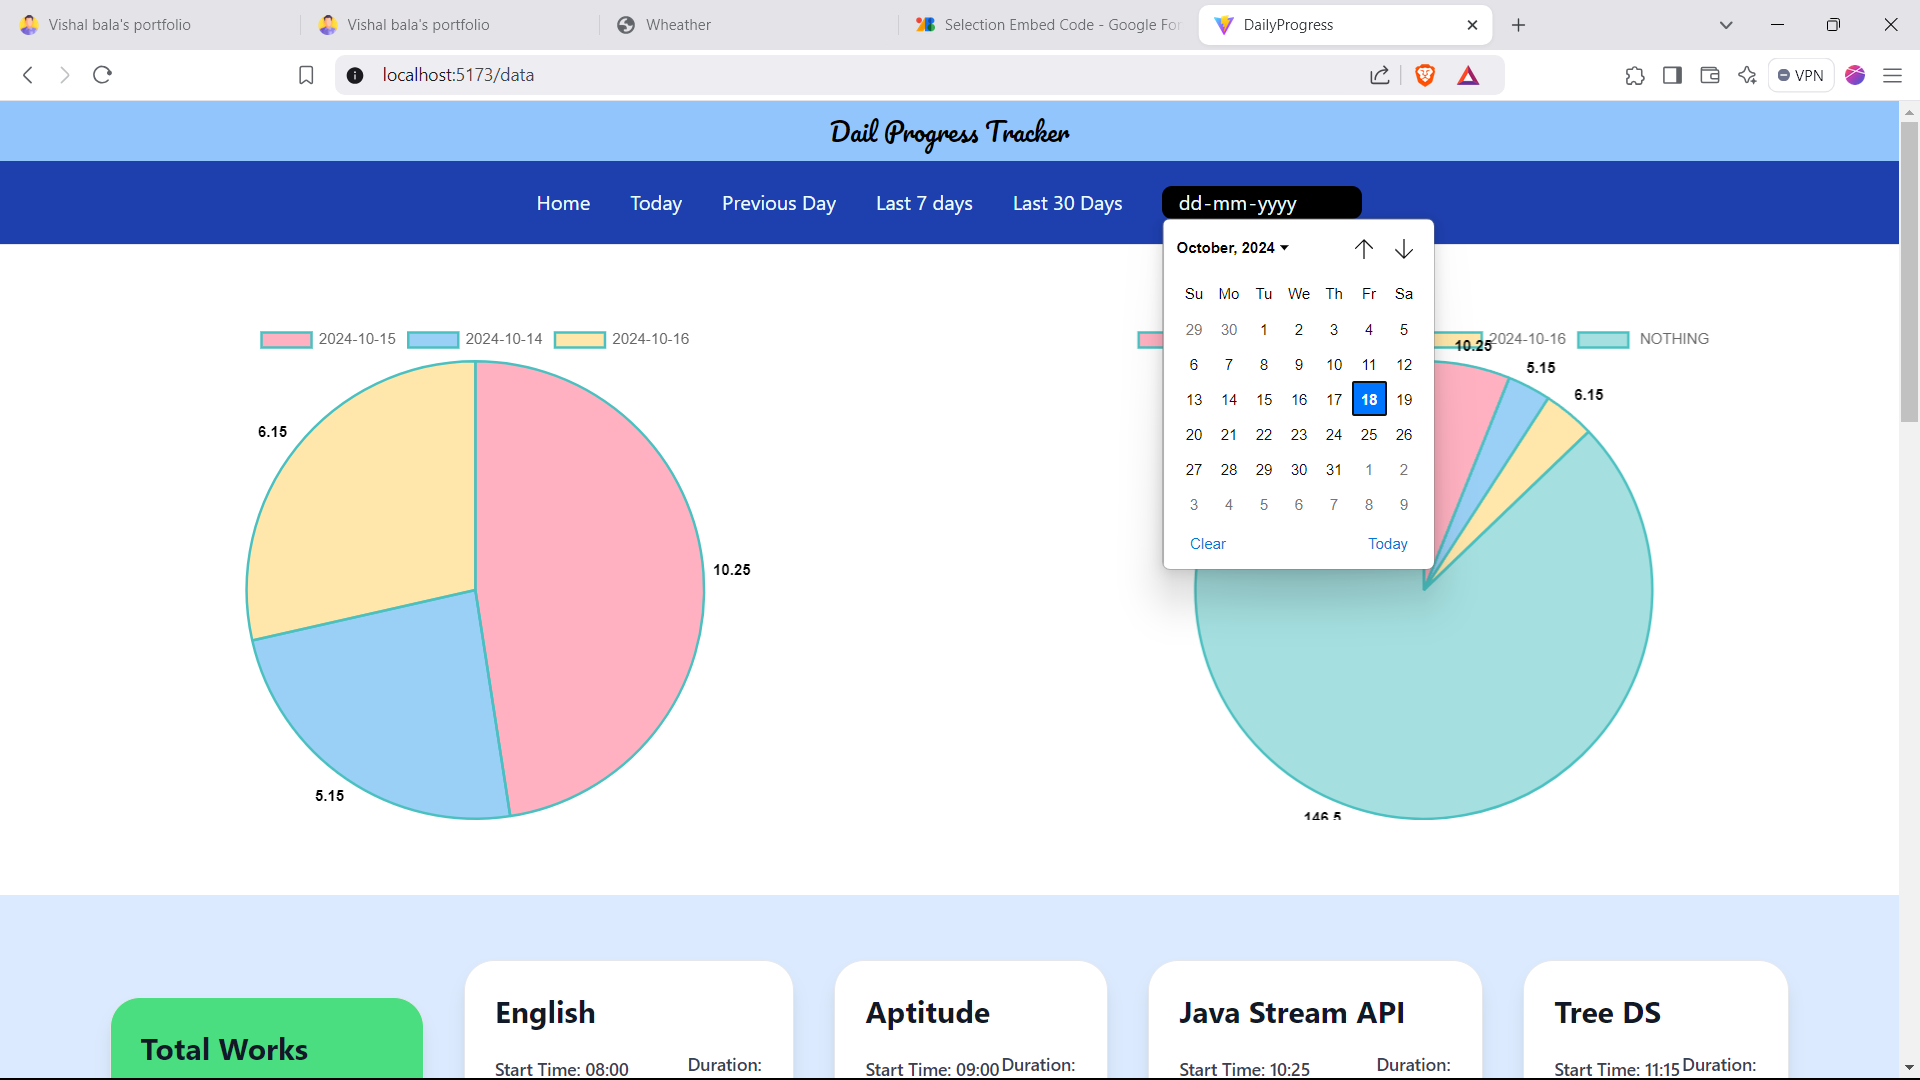 Vishal bala's portfolio
Vishal bala's portfolio
Wheather
Selection Embed Code - Google For
DailyProgress
localhost:5173/data
VPN
Dail Progress Tracker
Home Today Previous Day Last 7 days Last 30 Days dd-mm-yyyy
October, 2024
Su Mo Tu We Th Fr Sa
29 30 1 2 3 4 5
6 7 8 9 10 11 12
13 14 15 16 17 18 19
20 21 22 23 24 25 26
27 28 29 30 31 1 2
3 4 5 6 7 8 9
Clear Today
2024-10-15 2024-10-14 2024-10-16
6.15
10.25
5.15
2024-10-16 NOTHING
10.25
5.15
6.15
146.5
Total Works
English
Start Time: 08:00 Duration:
Aptitude
Start Time: 09:00 Duration:
Java Stream API
Start Time: 10:25 Duration:
Tree DS
Start Time: 11:15 Duration: